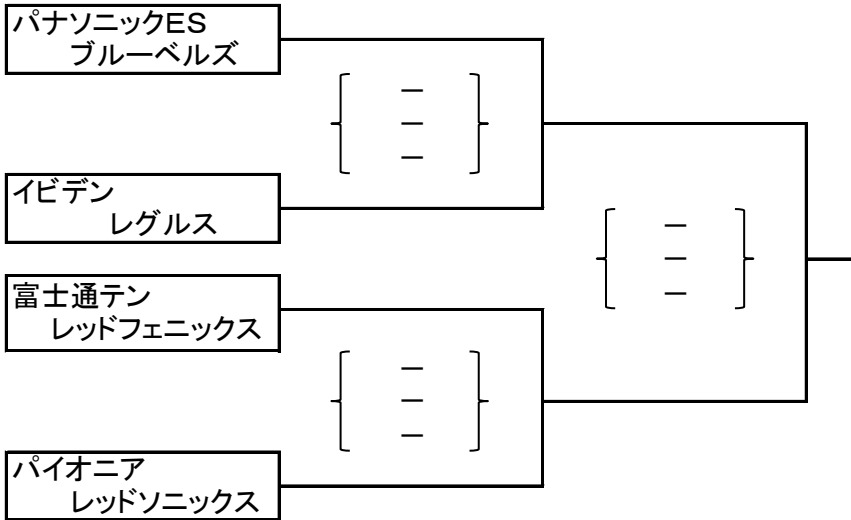 パナソニックES
ブルーベルズ
イビデン
レグルス
富士通テン
レッドフェニックス
パイオニア
レッドソニックス